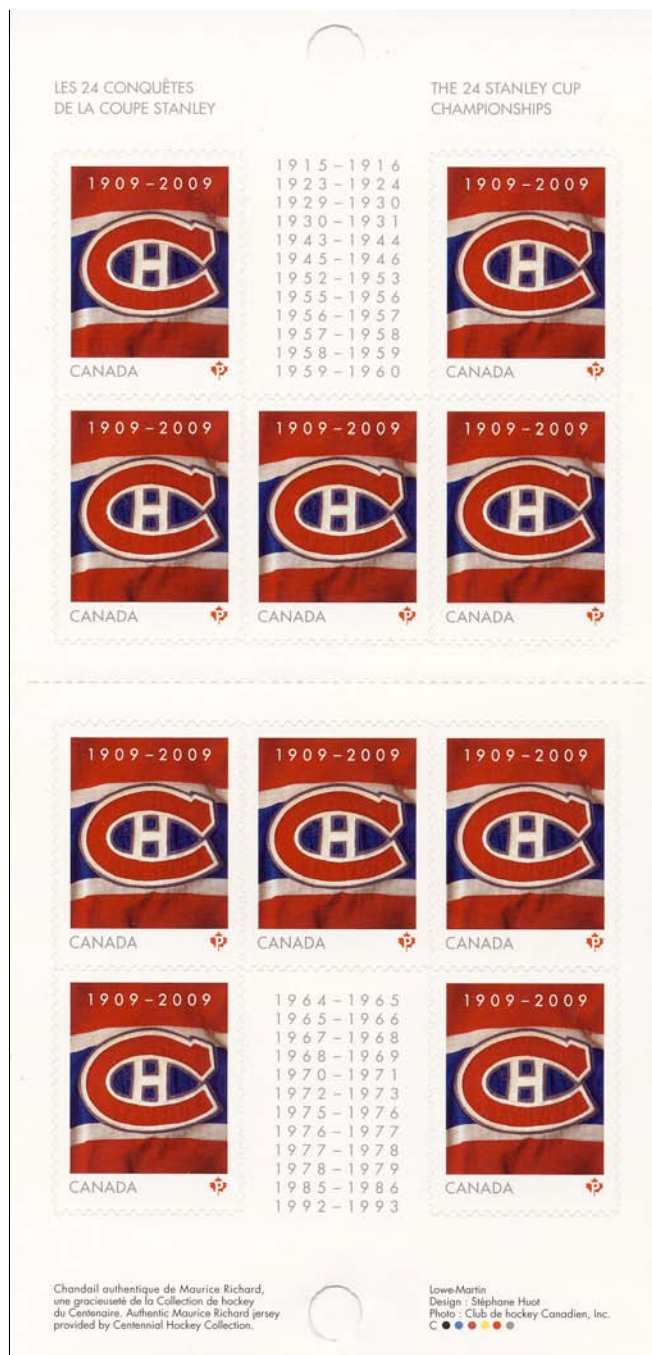 LES 24 CONQUÊTES
DE LA COUPE STANLEY
THE 24 STANLEY CUP
CHAMPIONSHIPS
1909–2009
CANADA
P
1915–1916
1923–1924
1929–1930
1930–1931
1943–1944
1945–1946
1952–1953
1955–1956
1956–1957
1957–1958
1958–1959
1959–1960
1909–2009
CANADA
P
1909–2009
CANADA
P
1909–2009
CANADA
P
1909–2009
CANADA
P
1909–2009
CANADA
P
1909–2009
CANADA
P
1909–2009
CANADA
P
1909–2009
CANADA
P
1964–1965
1965–1966
1967–1968
1968–1969
1970–1971
1972–1973
1975–1976
1976–1977
1977–1978
1978–1979
1985–1986
1992–1993
1909–2009
CANADA
P
Chandail authentique de Maurice Richard,
une gracieuseté de la Collection de hockey
du Centenaire. Authentic Maurice Richard jersey
provided by Centennial Hockey Collection.
Lowe-Martin
Design : Stéphane Huot
Photo : Club de hockey Canadien, Inc.
C